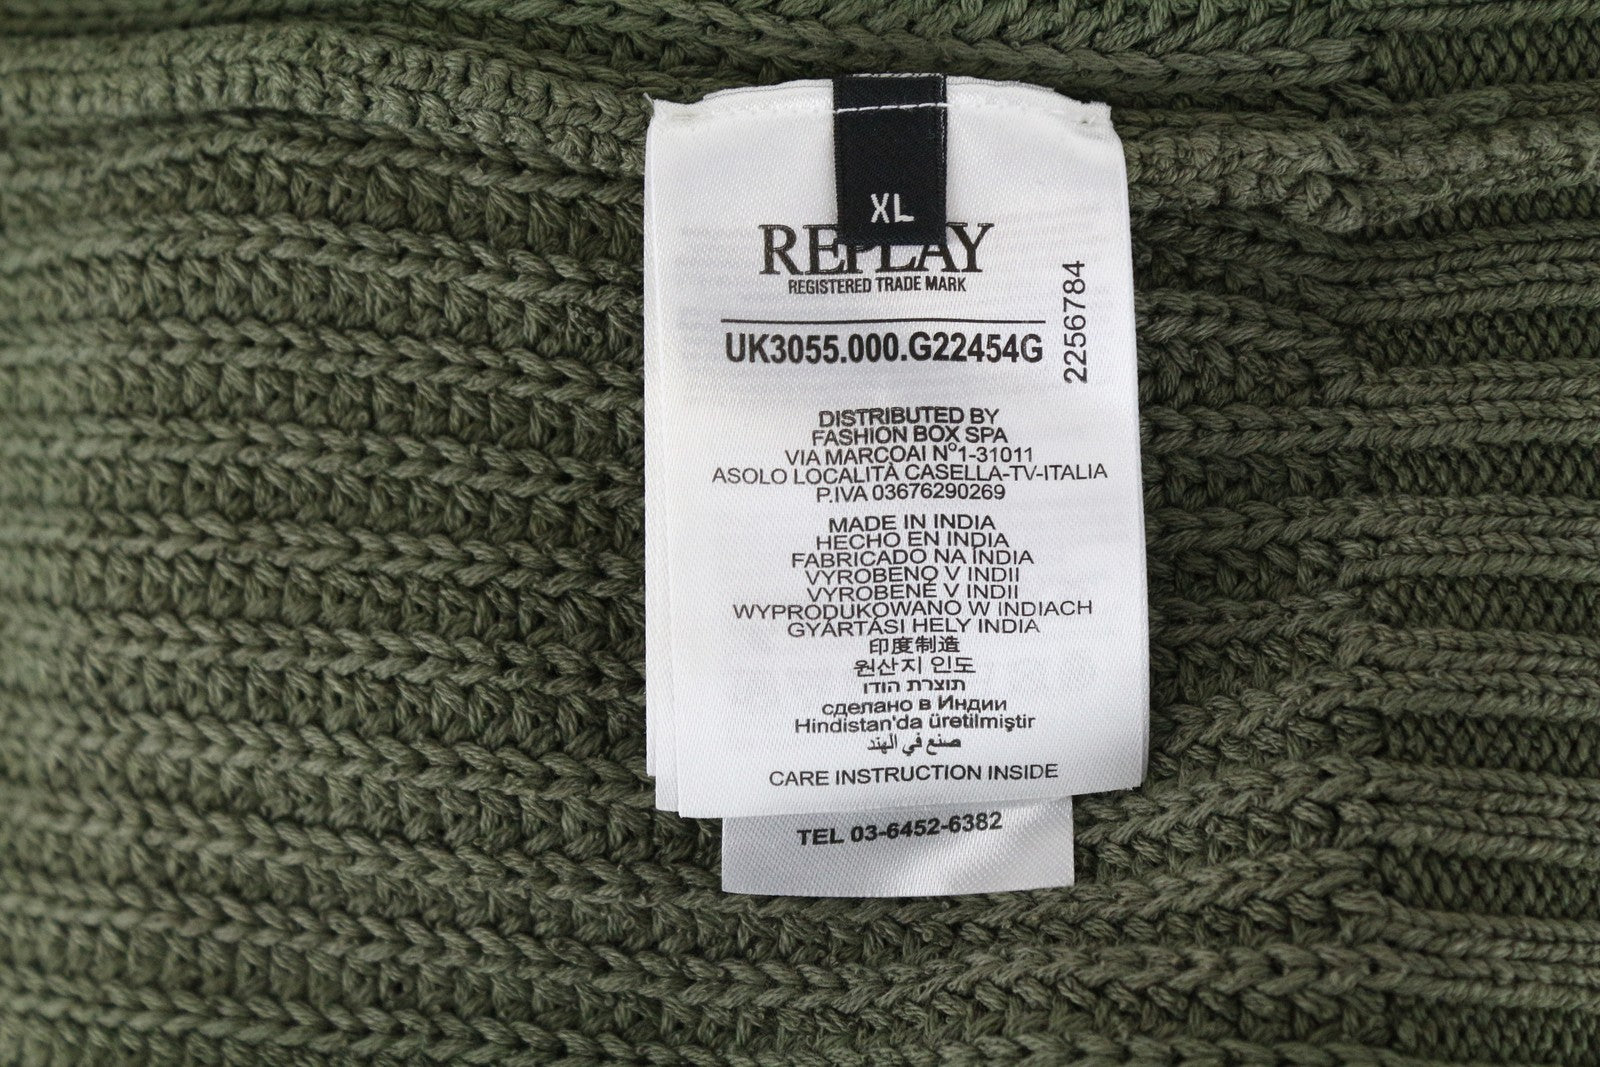 XL
REPLAY
REGISTERED TRADE MARK
2256784
UK3055.000.G22454G
DISTRIBUTED BY
FASHION BOX SPA
VIA MARCOAI N°1-31011
ASOLO LOCALITÀ CASELLA-TV-ITALIA
P.IVA 03676290269
MADE IN INDIA
HECHO EN INDIA
FABRICADO NA ÍNDIA
VYROBENO V INDII
VYROBENÉ V INDII
WYPRODUKOWANO W INDIACH
GYÁRTÁSI HELY INDIA
印度制造
원산지 인도
תוצרת הודו
сделано в Индии
Hindistan'da üretilmiştir
صنع في الهند
CARE INSTRUCTION INSIDE
TEL 03-6452-6382